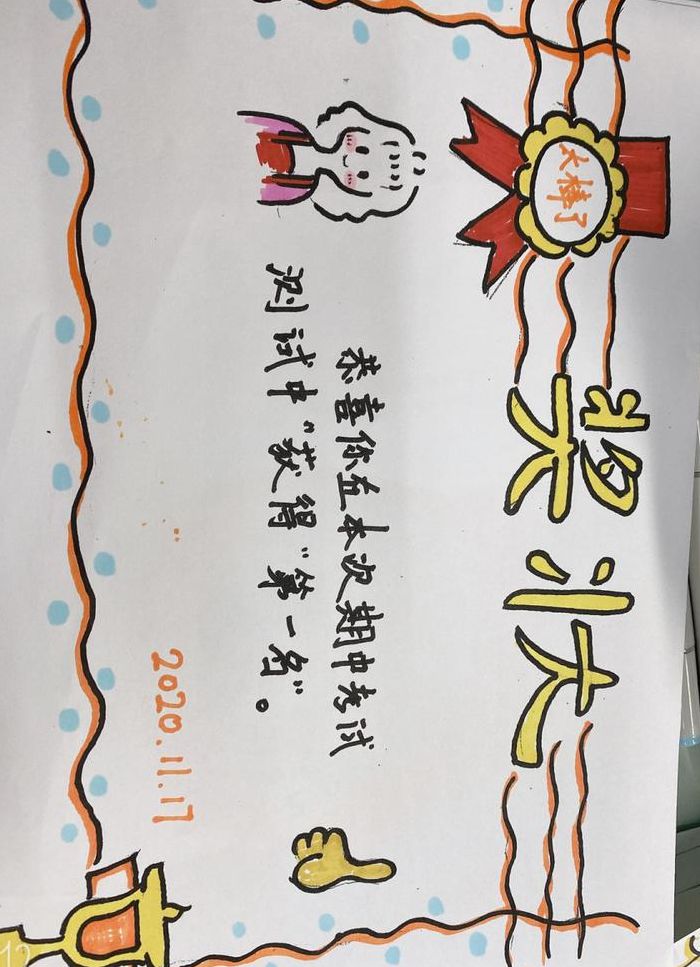 太棒了
奖状
恭喜你在本次期中考试
测试中“获得“第一名”。
2020.11.17